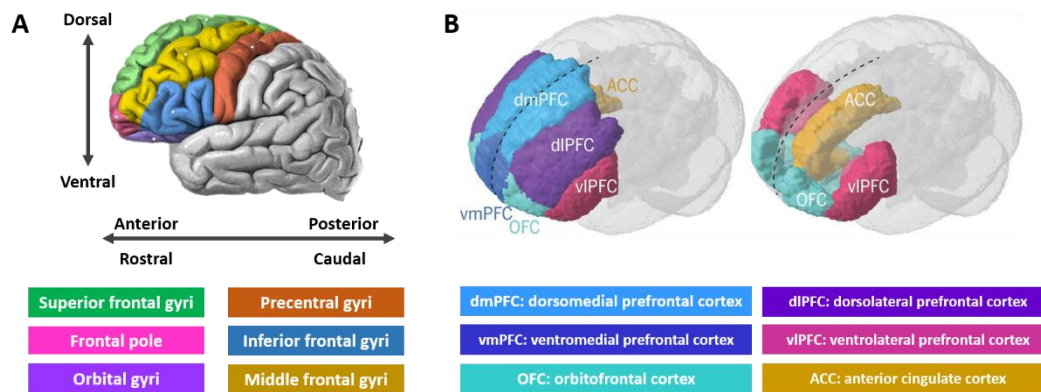 A
Dorsal
Ventral
Anterior
Posterior
Rostral
Caudal
Superior frontal gyri
Precentral gyri
Frontal pole
Inferior frontal gyri
Orbital gyri
Middle frontal gyri
B
ACC
dmPFC
dlPFC
vlPFC
vmPFC
OFC
ACC
vlPFC
OFC
dmPFC: dorsomedial prefrontal cortex
dlPFC: dorsolateral prefrontal cortex
vmPFC: ventromedial prefrontal cortex
vlPFC: ventrolateral prefrontal cortex
OFC: orbitofrontal cortex
ACC: anterior cingulate cortex